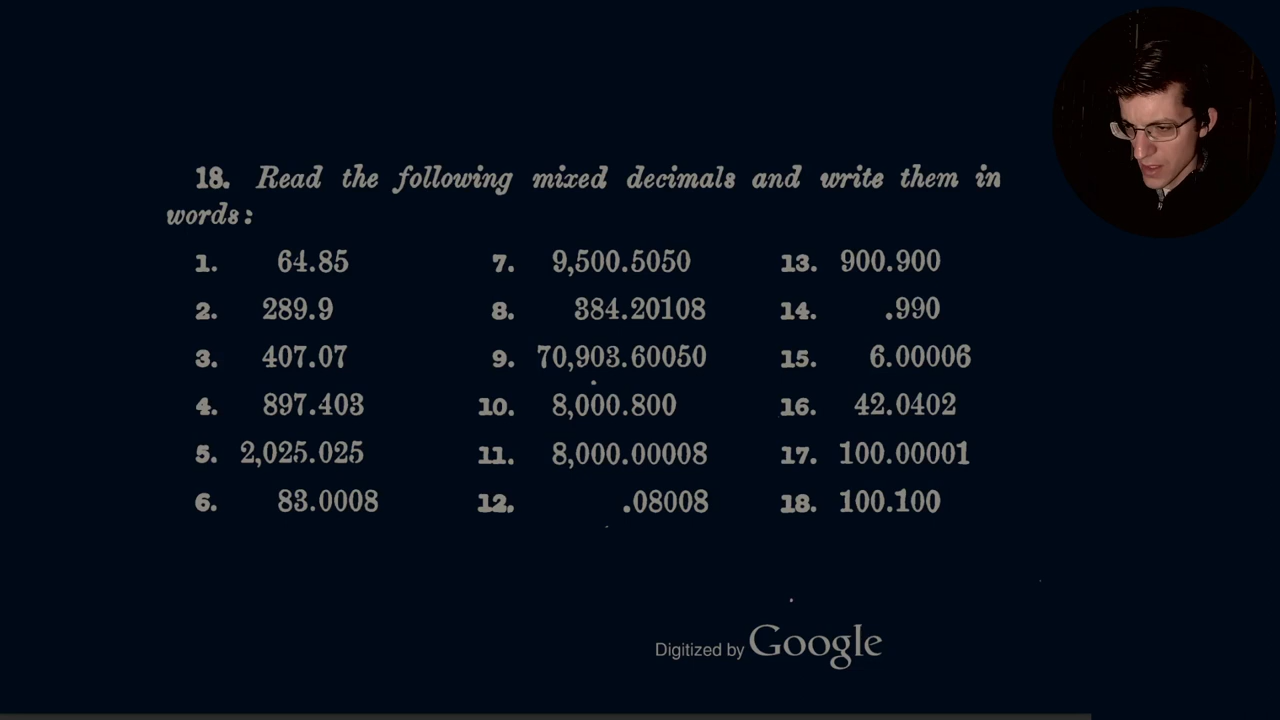 18. Read the following mixed decimals and write them in
words:
1. 64.85 7. 9,500.5050 13. 900.900
2. 289.9 8. 384.20108 14. .990
3. 407.07 9. 70,903.60050 15. 6.00006
4. 897.403 10. 8,000.800 16. 42.0402
5. 2,025.025 11. 8,000.00008 17. 100.00001
6. 83.0008 12. .08008 18. 100.100
Digitized by Google